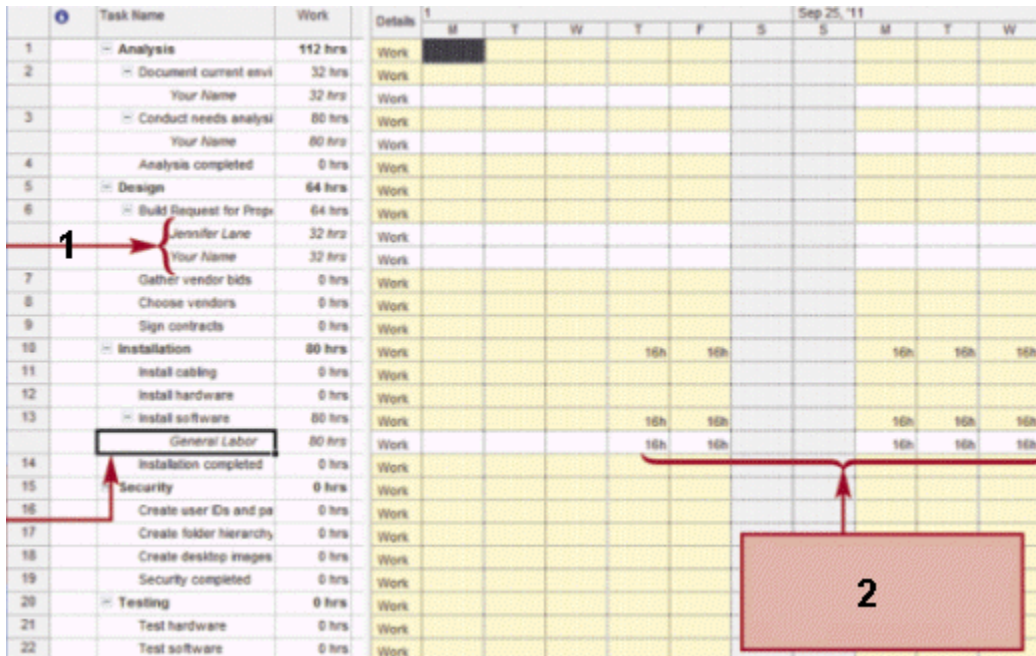 Task Name Work Details 1 Sep 25, '11
M T W T F S S M T W
1 Analysis 112 hrs Work
2 Document current envi 32 hrs Work
Your Name 32 hrs Work
3 Conduct needs analysi 80 hrs Work
Your Name 80 hrs Work
4 Analysis completed 0 hrs Work
5 Design 64 hrs Work
6 Build Request for Prop 64 hrs Work
Jennifer Lane 32 hrs Work
1
Your Name 32 hrs Work
7 Gather vendor bids 0 hrs Work
8 Choose vendors 0 hrs Work
9 Sign contracts 0 hrs Work
10 Installation 80 hrs Work 16h 16h 16h 16h 16h
11 Install cabling 0 hrs Work
12 Install hardware 0 hrs Work
13 Install software 80 hrs Work 16h 16h 16h 16h 16h
General Labor 80 hrs Work 16h 16h 16h 16h 16h
14 Installation completed 0 hrs Work
15 Security 0 hrs Work
16 Create user IDs and pa 0 hrs Work
17 Create folder hierarchy 0 hrs Work
18 Create desktop images 0 hrs Work
19 Security completed 0 hrs Work
2
20 Testing 0 hrs Work
21 Test hardware 0 hrs Work
22 Test software 0 hrs Work